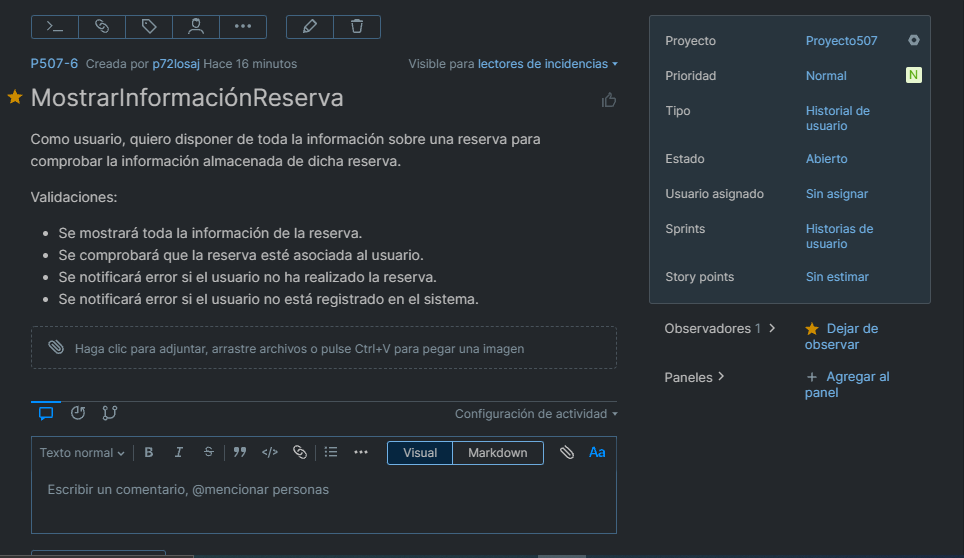 P507-6 Creada por p72losaj Hace 16 minutos
Visible para lectores de incidencias
MostrarInformaciónReserva
Como usuario, quiero disponer de toda la información sobre una reserva para
comprobar la información almacenada de dicha reserva.
Validaciones:
• Se mostrará toda la información de la reserva.
• Se comprobará que la reserva esté asociada al usuario.
• Se notificará error si el usuario no ha realizado la reserva.
• Se notificará error si el usuario no está registrado en el sistema.
Haga clic para adjuntar, arrastre archivos o pulse Ctrl+V para pegar una imagen
Configuración de actividad
Texto normal B I S Visual Markdown Aa
Escribir un comentario, @mencionar personas
Proyecto Proyecto507
Prioridad Normal N
Tipo Historial de
usuario
Estado Abierto
Usuario asignado Sin asignar
Sprints Historias de
usuario
Story points Sin estimar
Observadores 1 Dejar de
observar
Paneles + Agregar al
panel